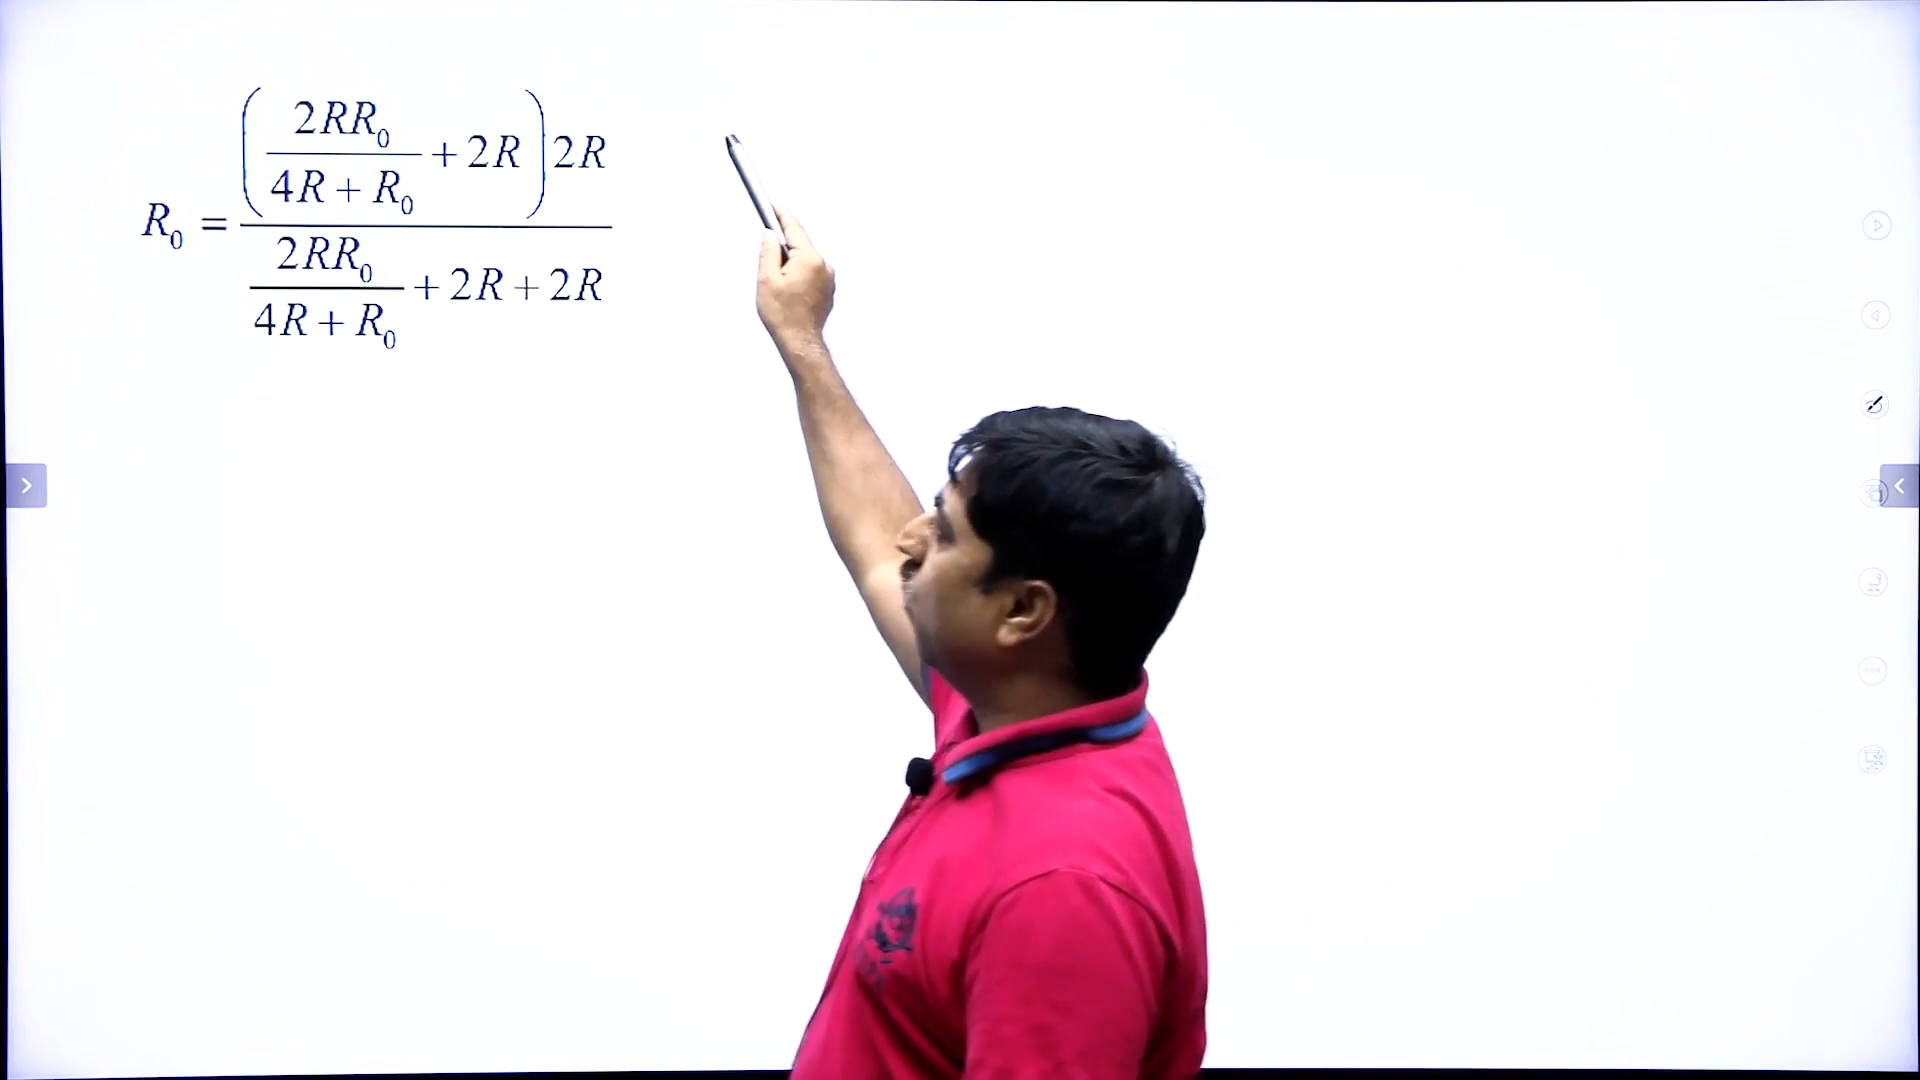 R₀ = ((2RR₀ / (4R + R₀) + 2R) 2R) / (2RR₀ / (4R + R₀) + 2R + 2R)